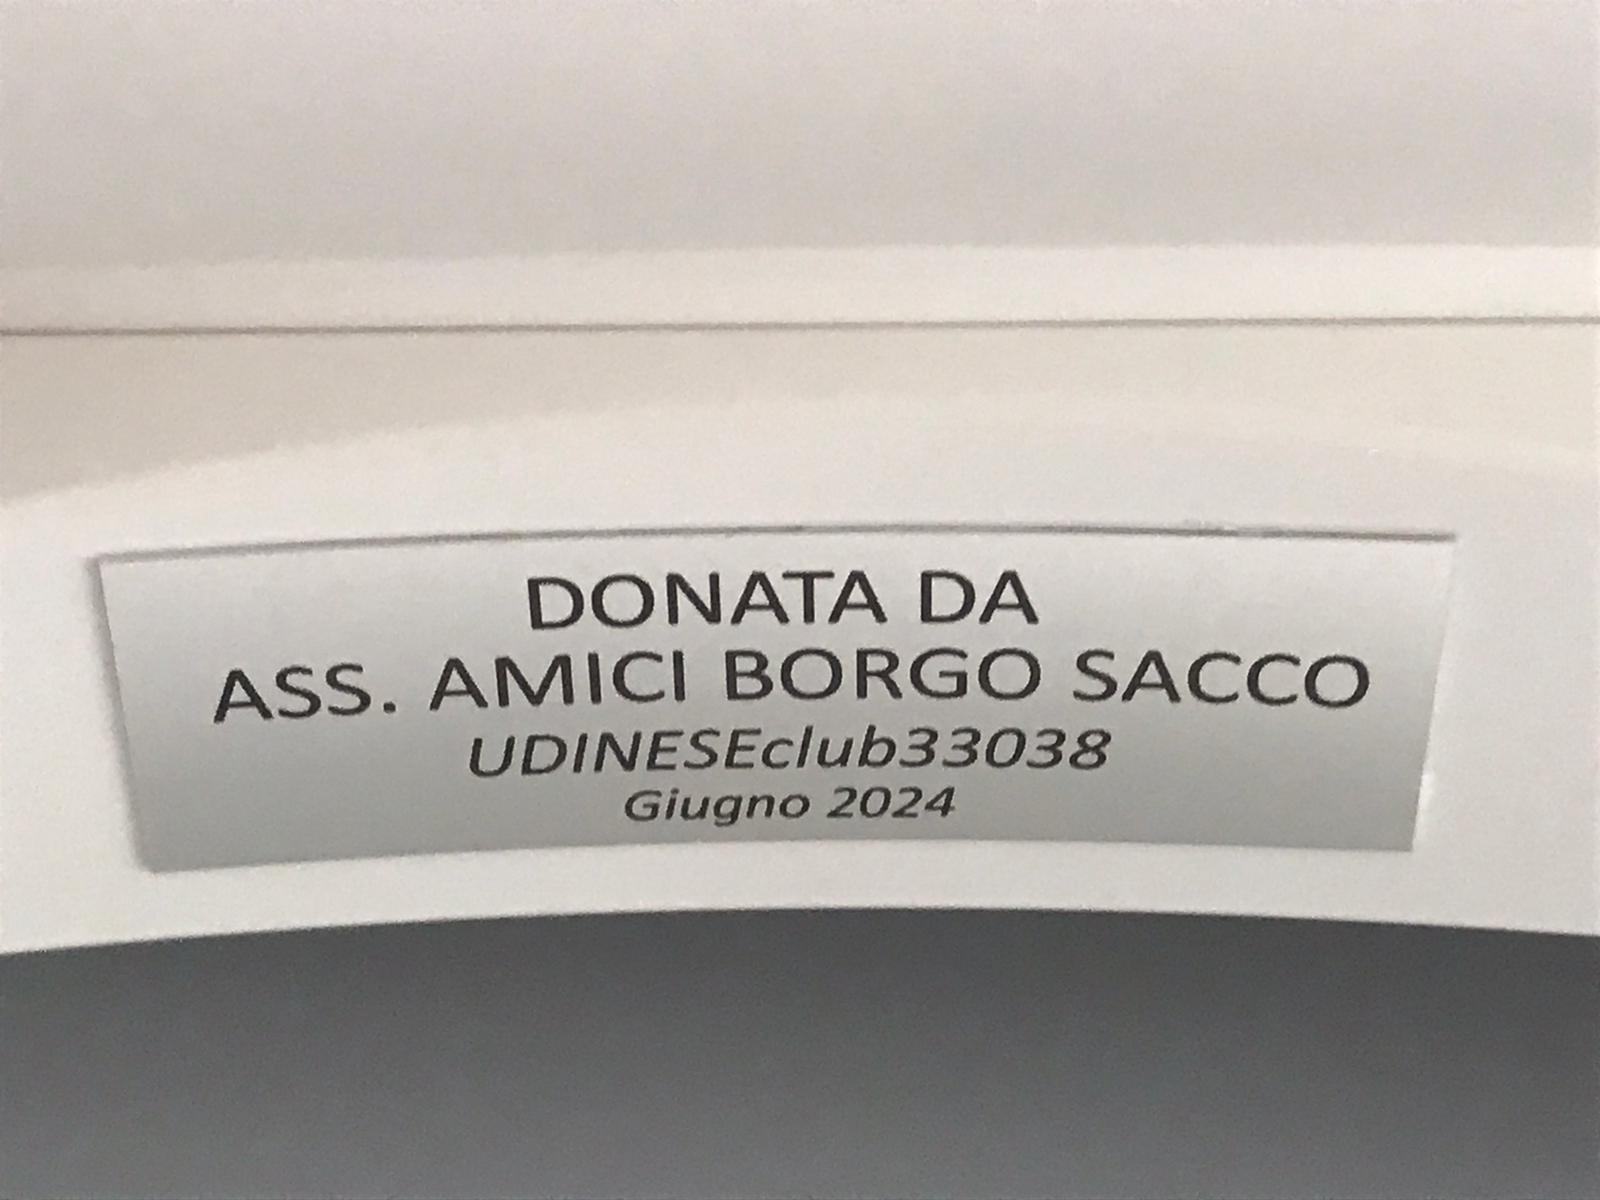 DONATA DA
ASS. AMICI BORGO SACCO
UDINESEclub33038
Giugno 2024